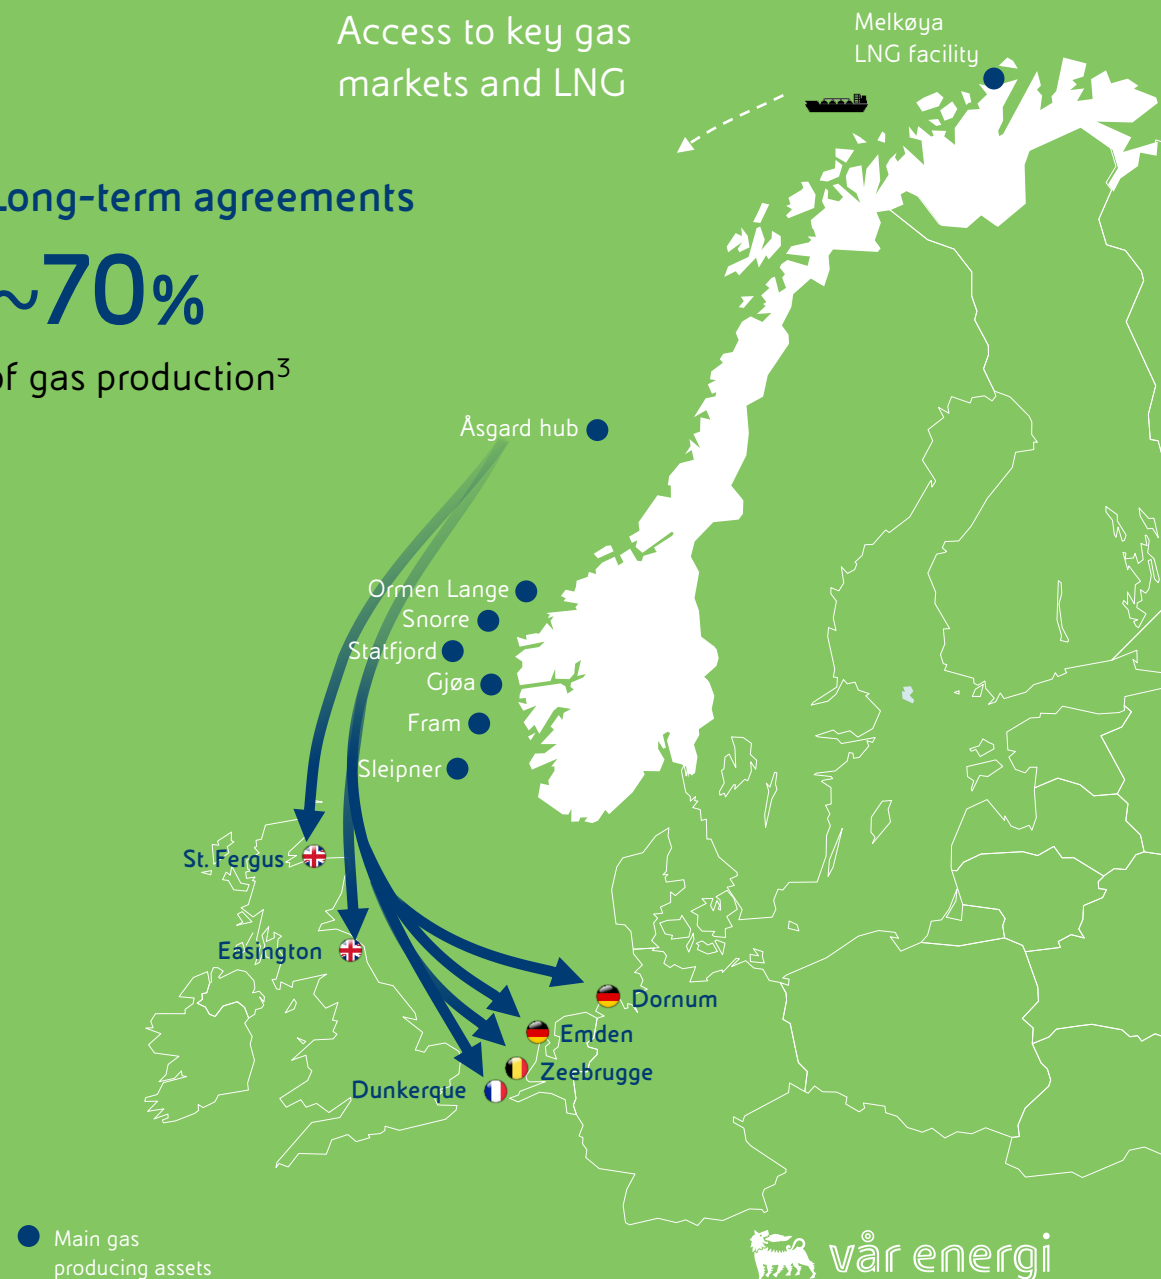 Access to key gas
markets and LNG
Melkøya
LNG facility
Long-term agreements
~70%
of gas production³
Åsgard hub
Ormen Lange
Snorre
Statfjord
Gjøa
Fram
Sleipner
St. Fergus
Easington
Dornum
Emden
Zeebrugge
Dunkerque
Main gas
producing assets
vår energi